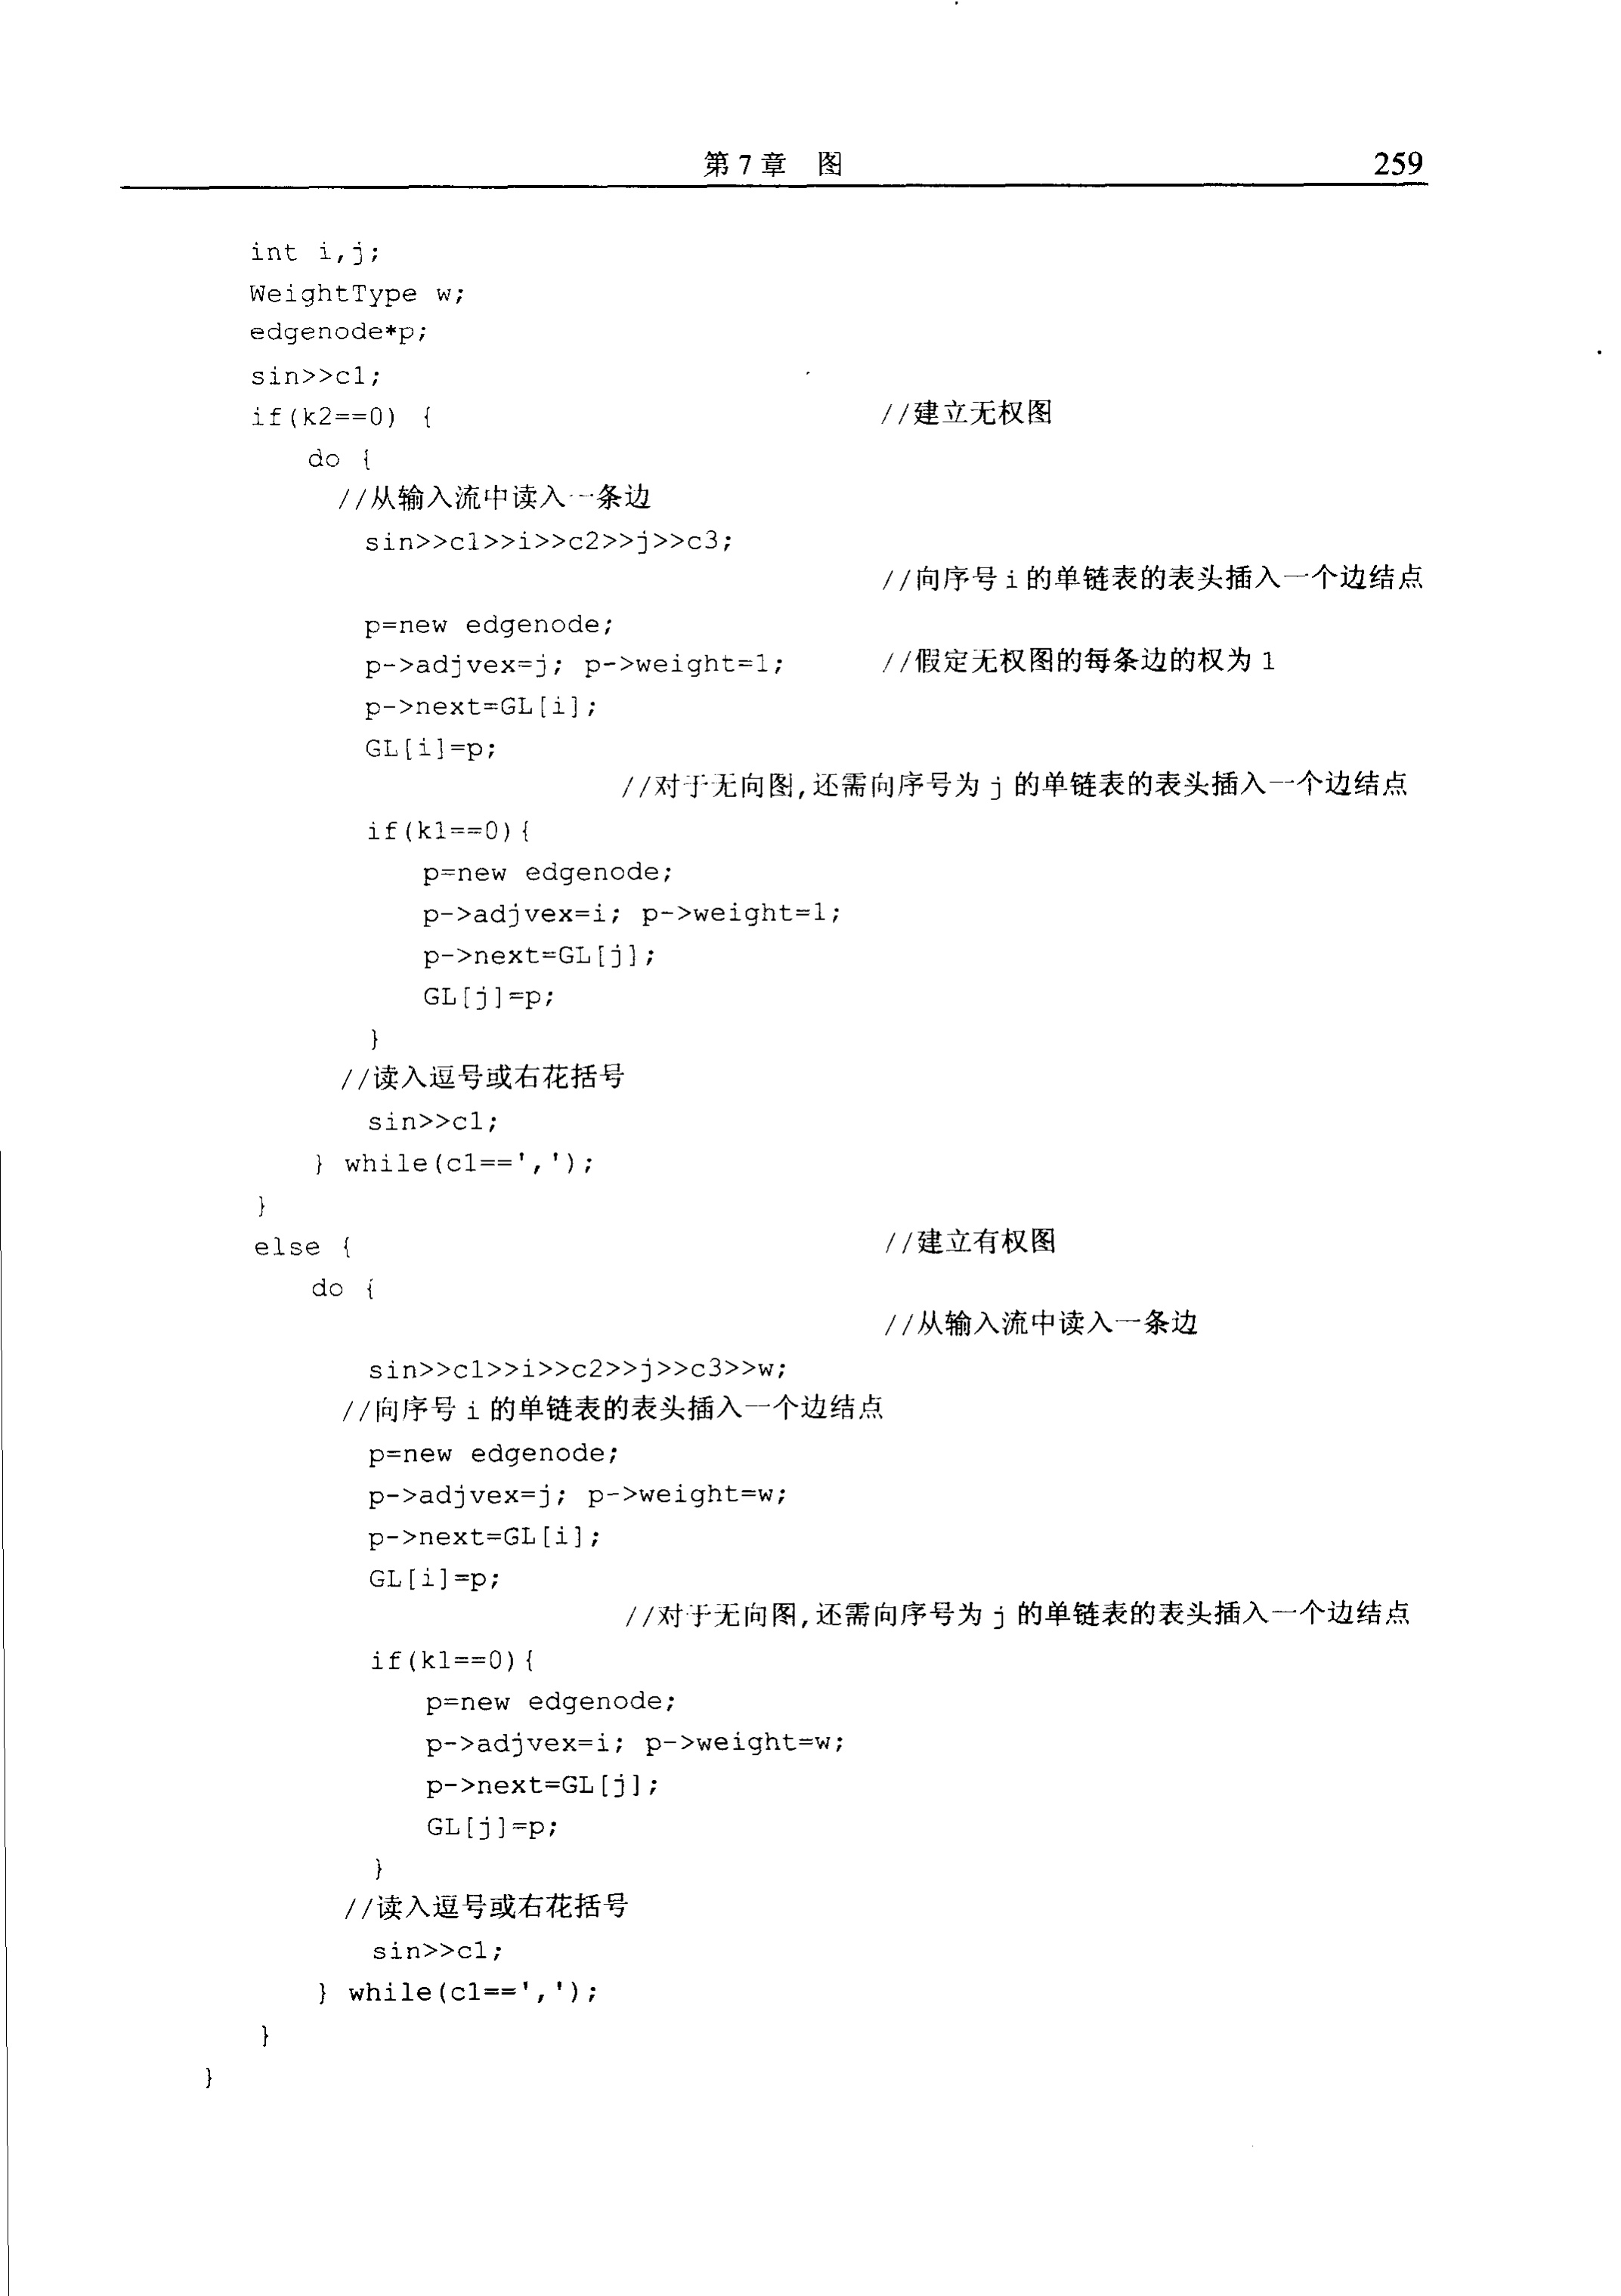 第 7 章 图 259
int i,j;
WeightType w;
edgenode*p;
sin>>c1;
if(k2==0) { //建立无权图
do {
//从输入流中读入一条边
sin>>c1>>i>>c2>>j>>c3;
//向序号 i 的单链表的表头插入一个边结点
p=new edgenode;
p->adjvex=j; p->weight=1; //假定无权图的每条边的权为 1
p->next=GL[i];
GL[i]=p;
//对于无向图,还需向序号为 j 的单链表的表头插入一个边结点
if(k1==0){
p=new edgenode;
p->adjvex=i; p->weight=1;
p->next=GL[j];
GL[j]=p;
}
//读入逗号或右花括号
sin>>c1;
} while(c1==',');
}
else { //建立有权图
do {
//从输入流中读入一条边
sin>>c1>>i>>c2>>j>>c3>>w;
//向序号 i 的单链表的表头插入一个边结点
p=new edgenode;
p->adjvex=j; p->weight=w;
p->next=GL[i];
GL[i]=p;
//对于无向图,还需向序号为 j 的单链表的表头插入一个边结点
if(k1==0){
p=new edgenode;
p->adjvex=i; p->weight=w;
p->next=GL[j];
GL[j]=p;
}
//读入逗号或右花括号
sin>>c1;
} while(c1==',');
}
}